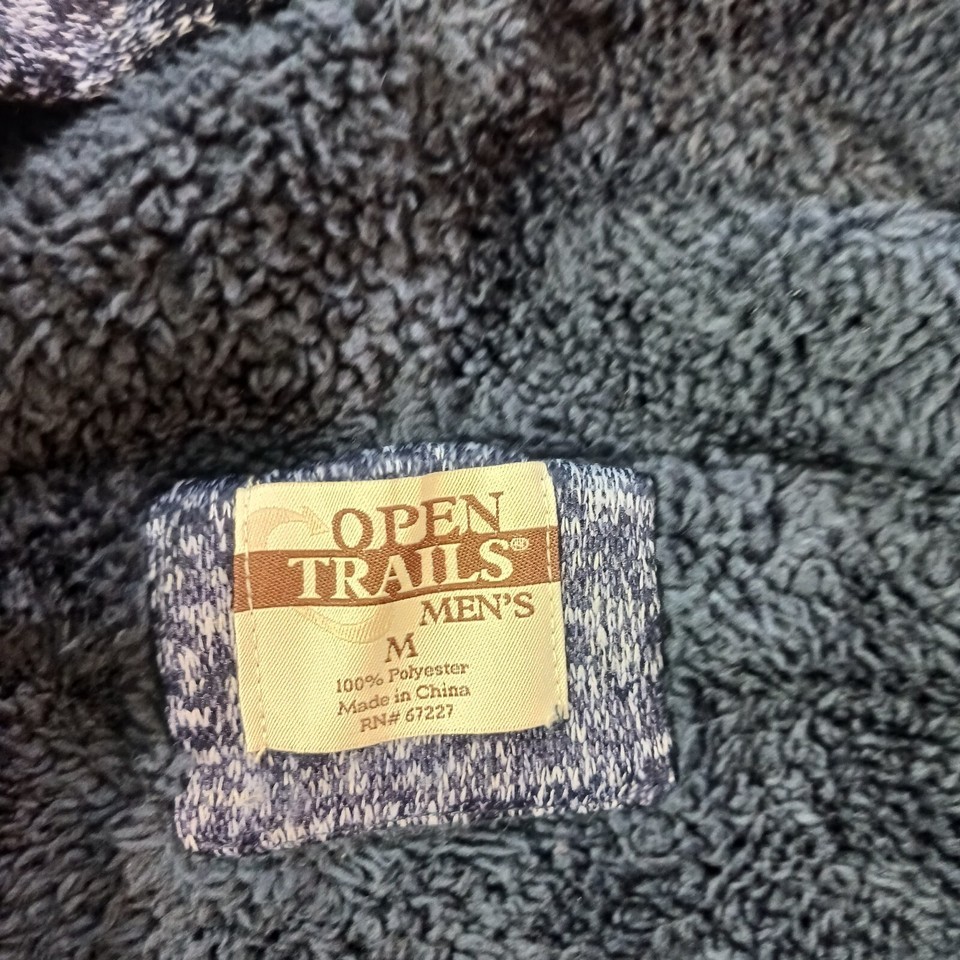 OPEN
TRAILS®
MEN'S
M
100% Polyester
Made in China
RN# 67227